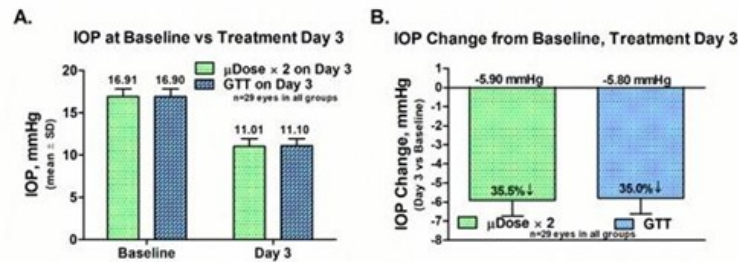 A.
IOP at Baseline vs Treatment Day 3
IOP, mmHg
(mean ± SD)
20
15
10
5
0
μDose × 2 on Day 3
GTT on Day 3
n=29 eyes in all groups
16.91
16.90
11.01
11.10
Baseline
Day 3
B.
IOP Change from Baseline, Treatment Day 3
IOP Change, mmHg
(Day 3 vs Baseline)
0
-1
-2
-3
-4
-5
-6
-7
-8
-5.90 mmHg
-5.80 mmHg
35.5%↓
35.0%↓
μDose × 2
GTT
n=29 eyes in all groups